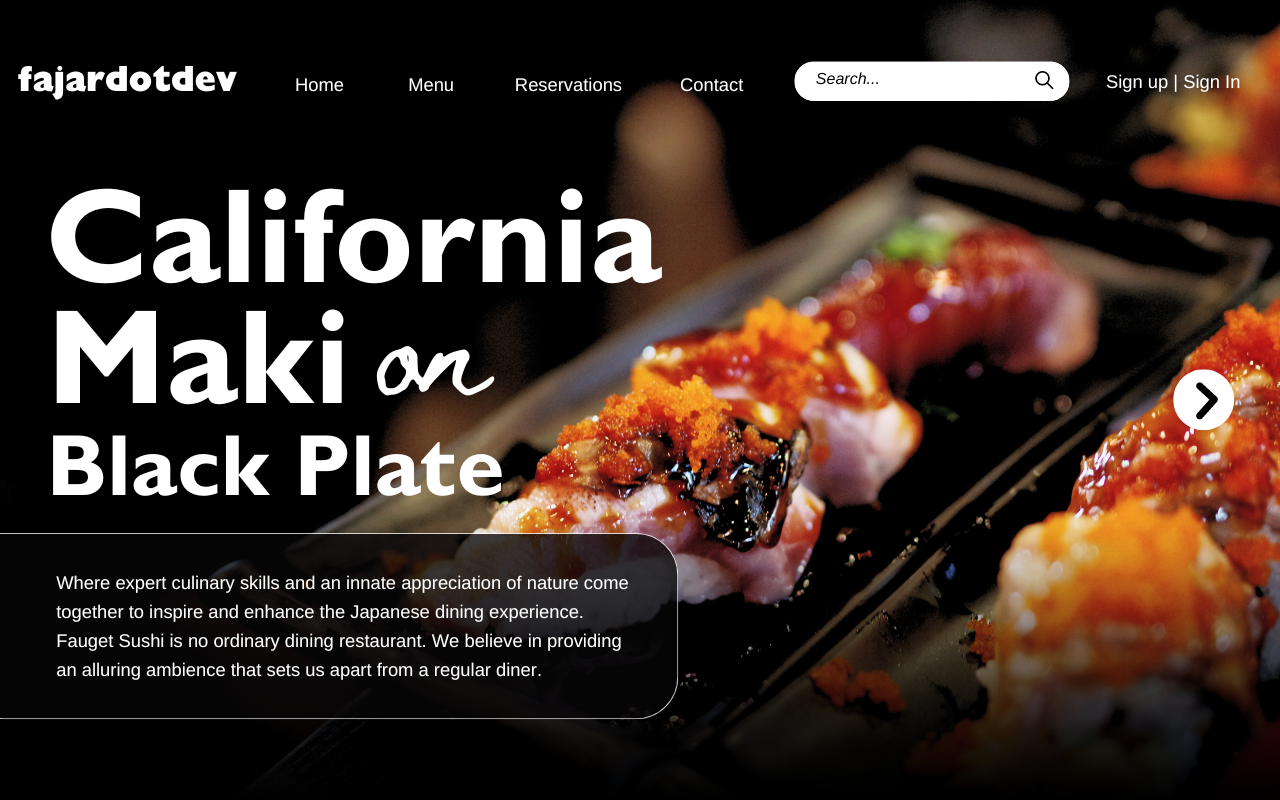 fajardotdev
Home Menu Reservations Contact Search... Sign up | Sign In
California
Maki on
Black Plate
Where expert culinary skills and an innate appreciation of nature come
together to inspire and enhance the Japanese dining experience.
Fauget Sushi is no ordinary dining restaurant. We believe in providing
an alluring ambience that sets us apart from a regular diner.